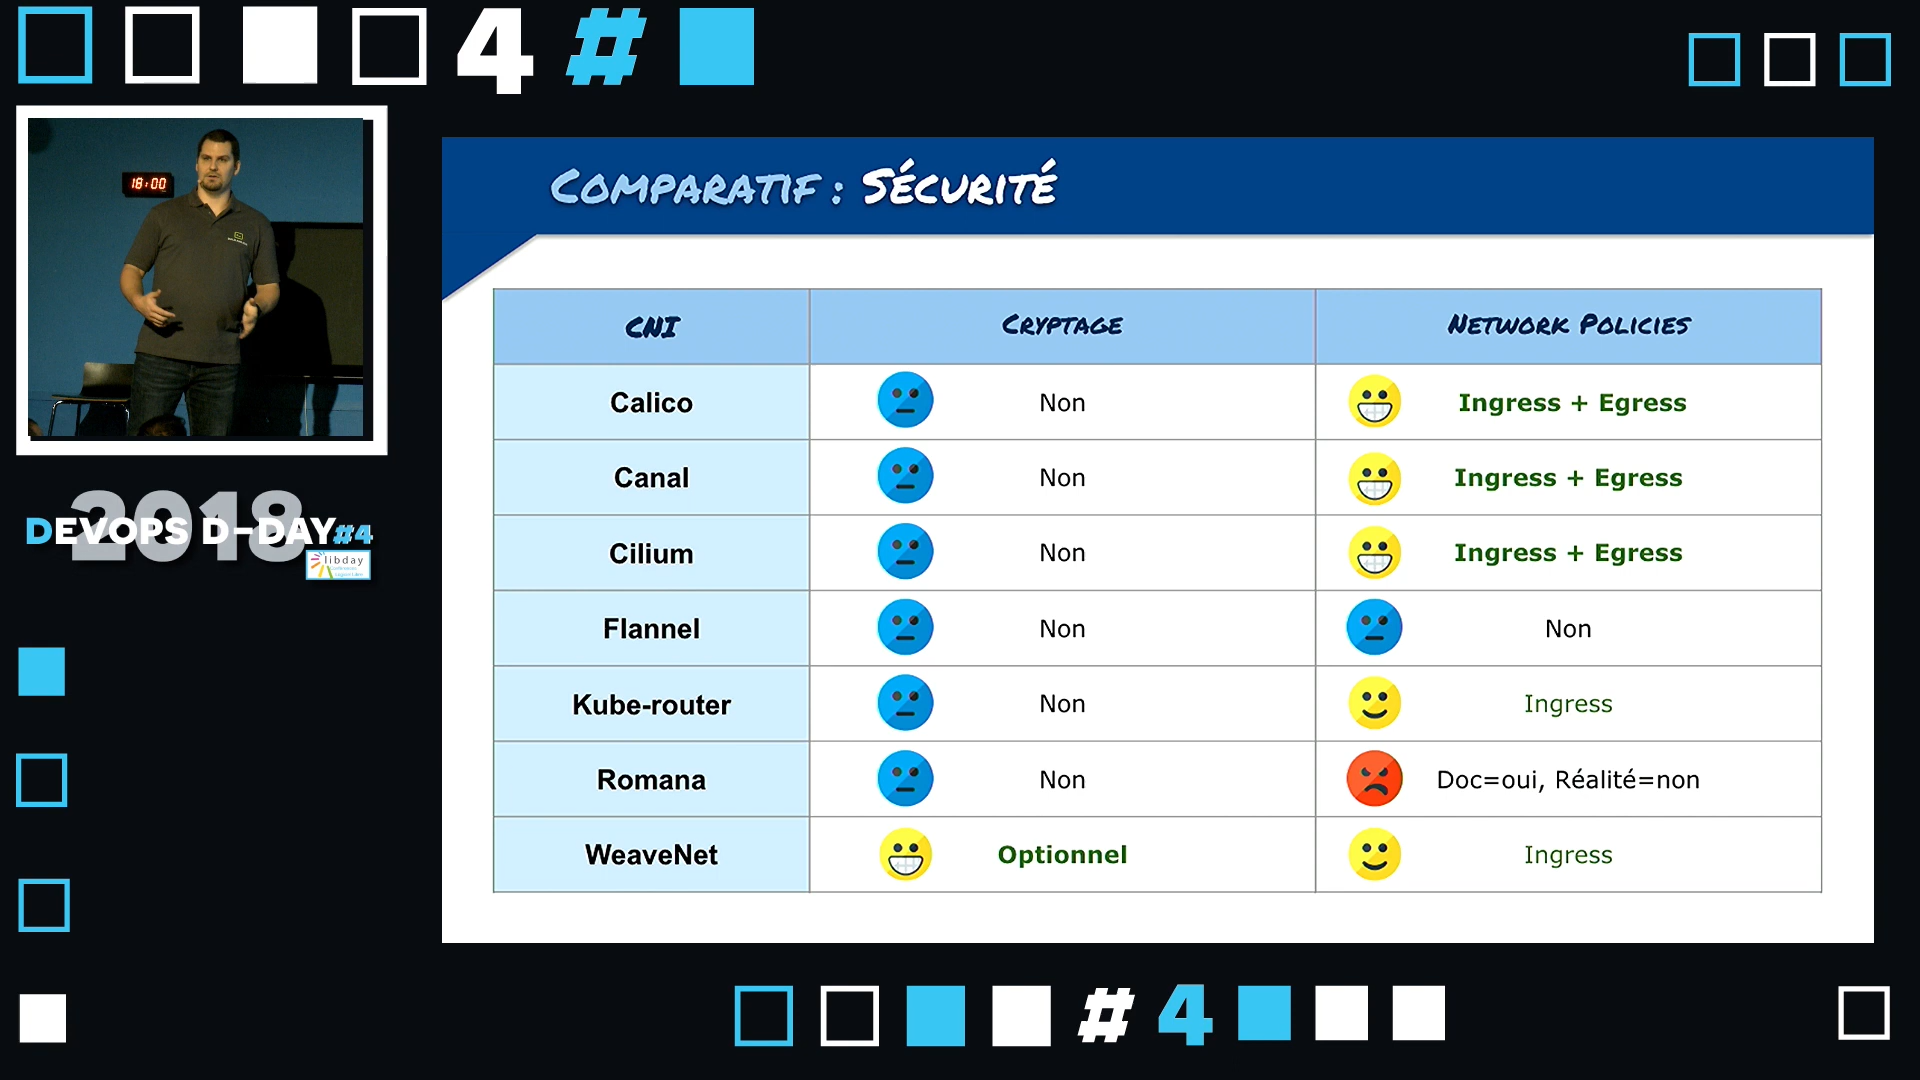 4 #
18:00
2018
DEVOPS D-DAY#4
libday
COMPARATIF : SÉCURITÉ
CNI CRYPTAGE NETWORK POLICIES
Calico Non Ingress + Egress
Canal Non Ingress + Egress
Cilium Non Ingress + Egress
Flannel Non Non
Kube-router Non Ingress
Romana Non Doc=oui, Réalité=non
WeaveNet Optionnel Ingress
# 4